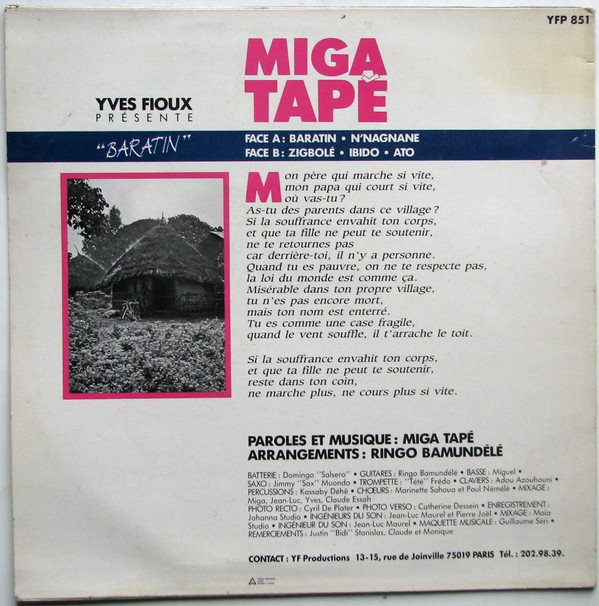 YFP 851
MIGA
TAPÉ
YVES FIOUX
PRÉSENTE
"BARATIN"
FACE A : BARATIN • N'NAGNANE
FACE B : ZIGBOLÉ • IBIDO • ATO
Mon père qui marche si vite,
mon papa qui court si vite,
où vas-tu ?
As-tu des parents dans ce village ?
Si la souffrance envahit ton corps,
et que ta fille ne peut te soutenir,
ne te retournes pas
car derrière-toi, il n'y a personne.
Quand tu es pauvre, on ne te respecte pas,
la loi du monde est comme ça.
Misérable dans ton propre village,
tu n'es pas encore mort,
mais ton nom est enterré.
Tu es comme une case fragile,
quand le vent souffle, il t'arrache le toit.
Si la souffrance envahit ton corps,
et que ta fille ne peut te soutenir,
reste dans ton coin,
ne marche plus, ne cours plus si vite.
PAROLES ET MUSIQUE : MIGA TAPÉ
ARRANGEMENTS : RINGO BAMUNDÉLÉ
BATTERIE : Domingo "Salsero" • GUITARES : Ringo Bamundélé • BASSE : Miguel •
SAXO : Jimmy "Sax" Muondo • TROMPETTE : "Tété" Frédo • CLAVIERS : Adou Azouhouni •
PERCUSSIONS : Kassaby Déhé • CHŒURS : Marinette Sahoua et Paul Némélé • MIXAGE :
Miga, Jean-Luc, Yves, Claude Essah
PHOTO RECTO : Cyril De Plater • PHOTO VERSO : Catherine Dessein • ENREGISTREMENT :
Johanna Studio • INGÉNIEURS DU SON : Jean-Luc Maurel et Pierre Joël • MIXAGE : Maïa
Studio • INGÉNIEUR DU SON : Jean-Luc Maurel • MAQUETTE MUSICALE : Guillaume Séri •
REMERCIEMENTS : Justin "Bidi" Stanislas, Claude et Monique
CONTACT : YF Productions 13-15, rue de Joinville 75019 PARIS Tél. : 202.98.39.